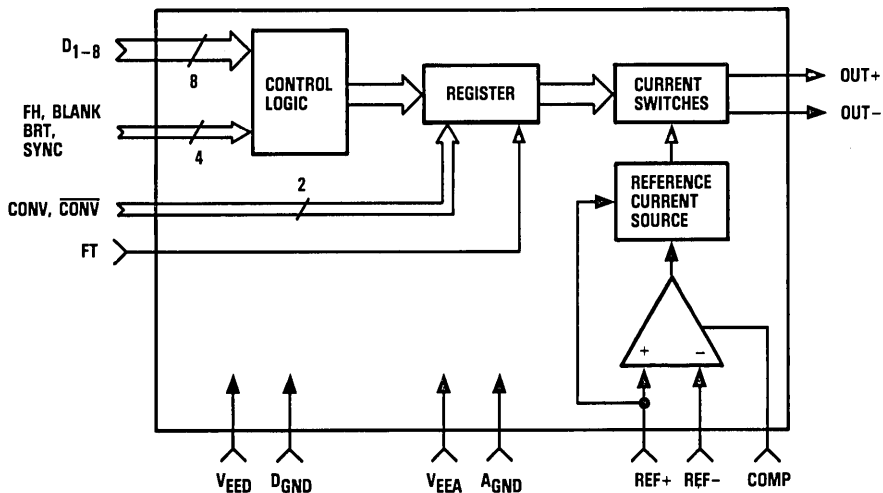 D1-8
8
CONTROL
LOGIC
REGISTER
CURRENT
SWITCHES
OUT+
OUT-
FH, BLANK
BRT,
SYNC
4
REFERENCE
CURRENT
SOURCE
2
CONV, C̅O̅N̅V̅
FT
+
-
VEED
DGND
VEEA
AGND
REF+
REF-
COMP